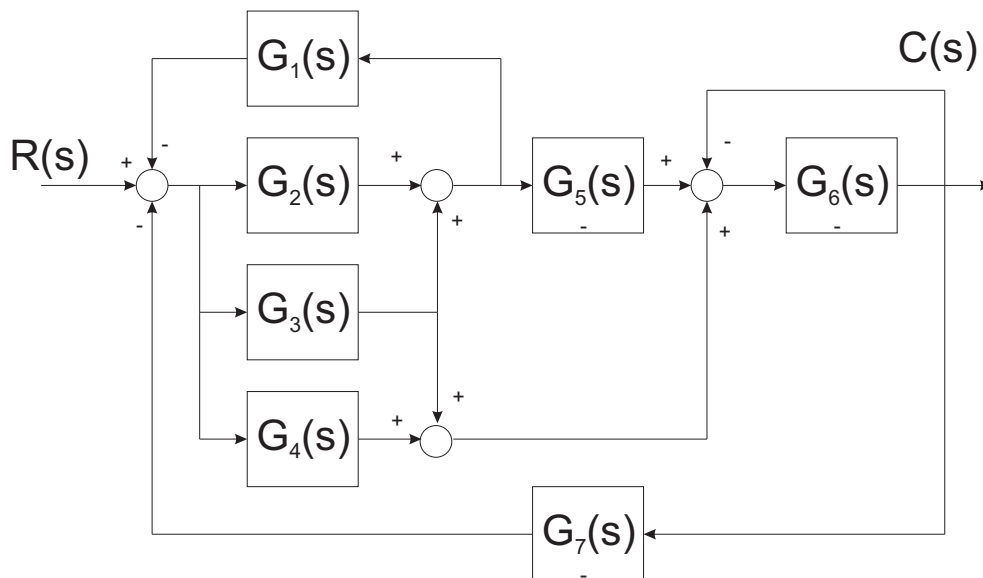 G1(s)
C(s)
-
-
R(s)
+
G2(s)
+
G5(s)
-
+
G6(s)
-
-
+
+
G3(s)
+
+
G4(s)
G7(s)
-